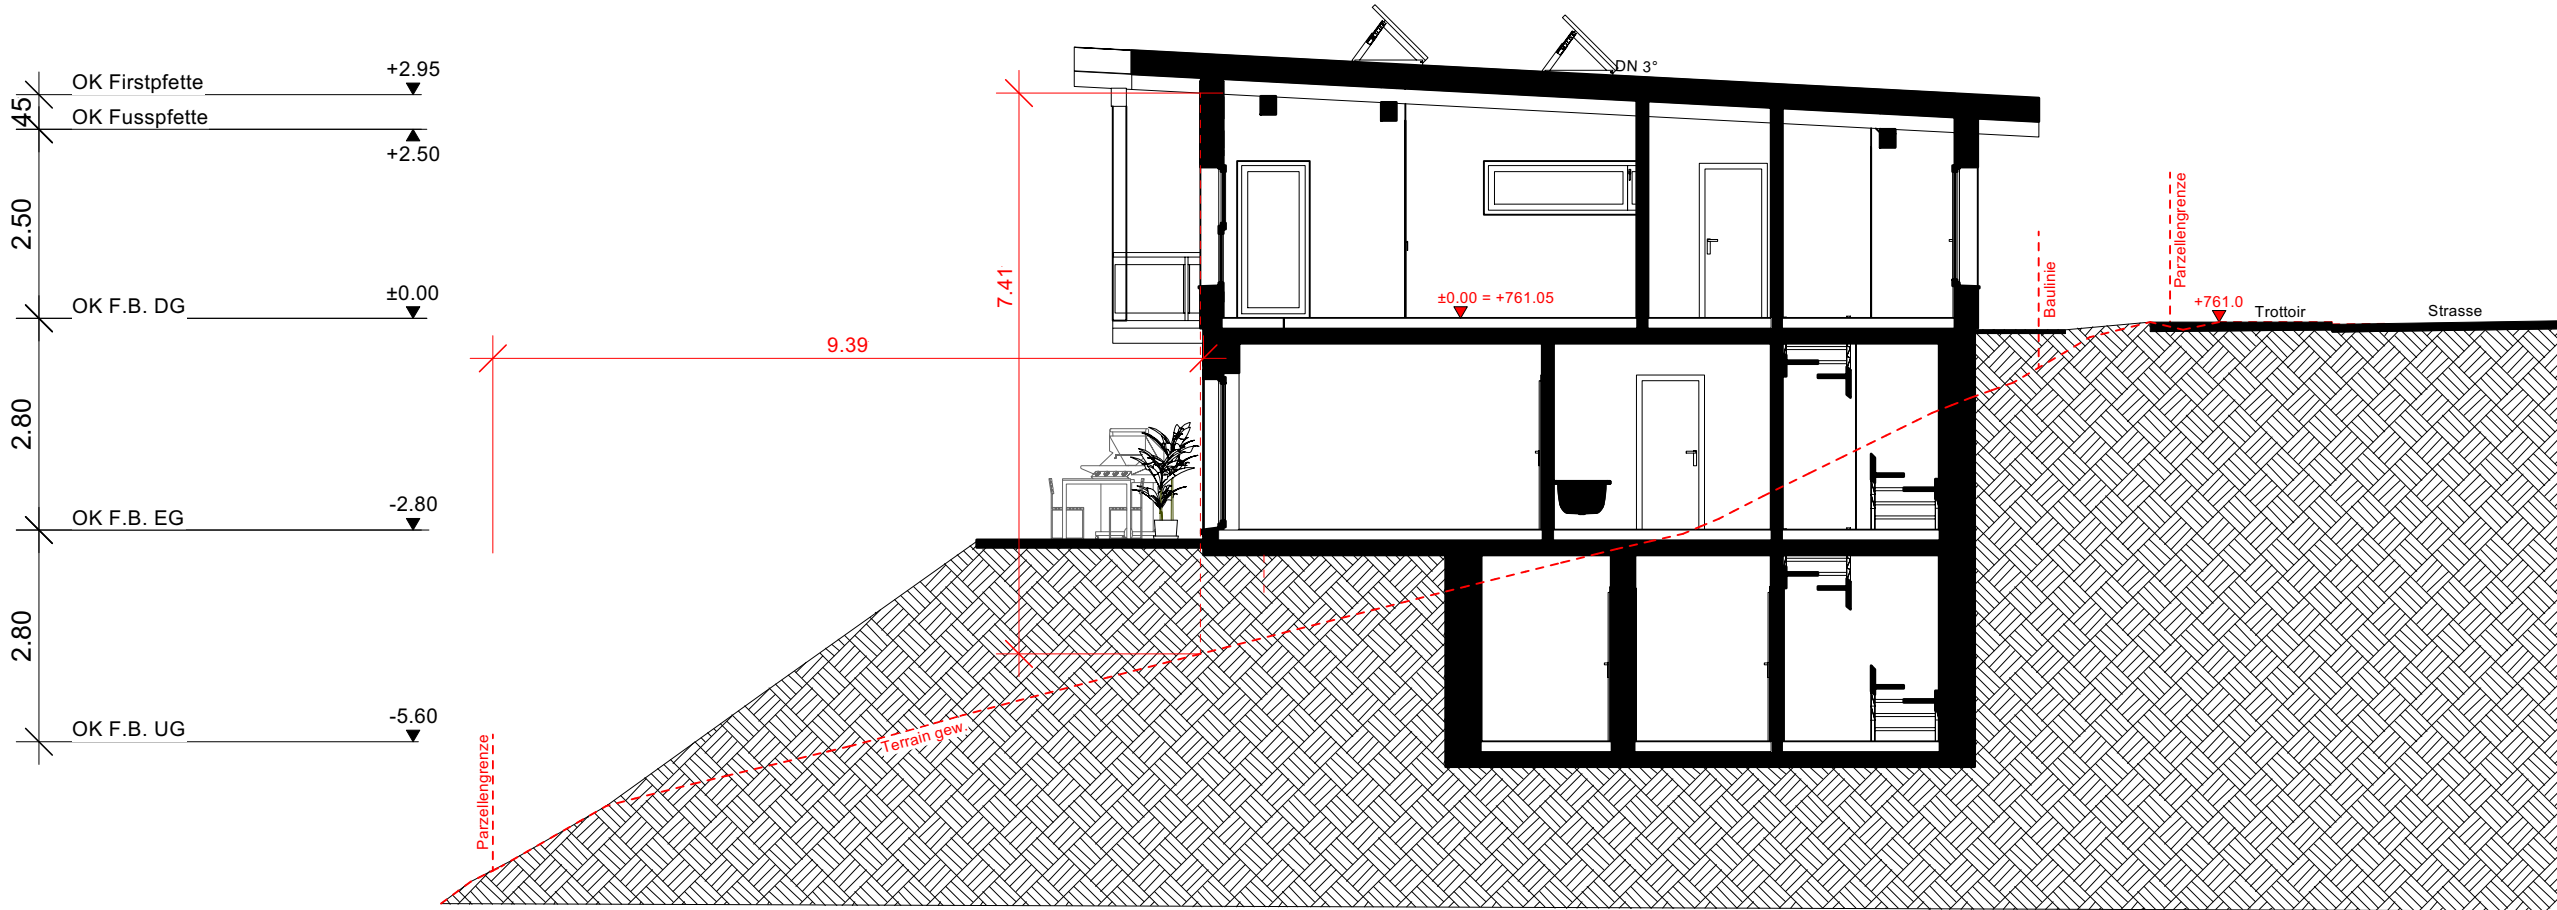 DN 3°
+2.95
OK Firstpfette
45
OK Fusspfette
+2.50
2.50
Parzellengrenze
Baulinie
7.41
±0.00
OK F.B. DG
±0.00 = +761.05
+761.0
Trottoir
Strasse
9.39
2.80
-2.80
OK F.B. EG
2.80
-5.60
OK F.B. UG
Terrain gew.
Parzellengrenze